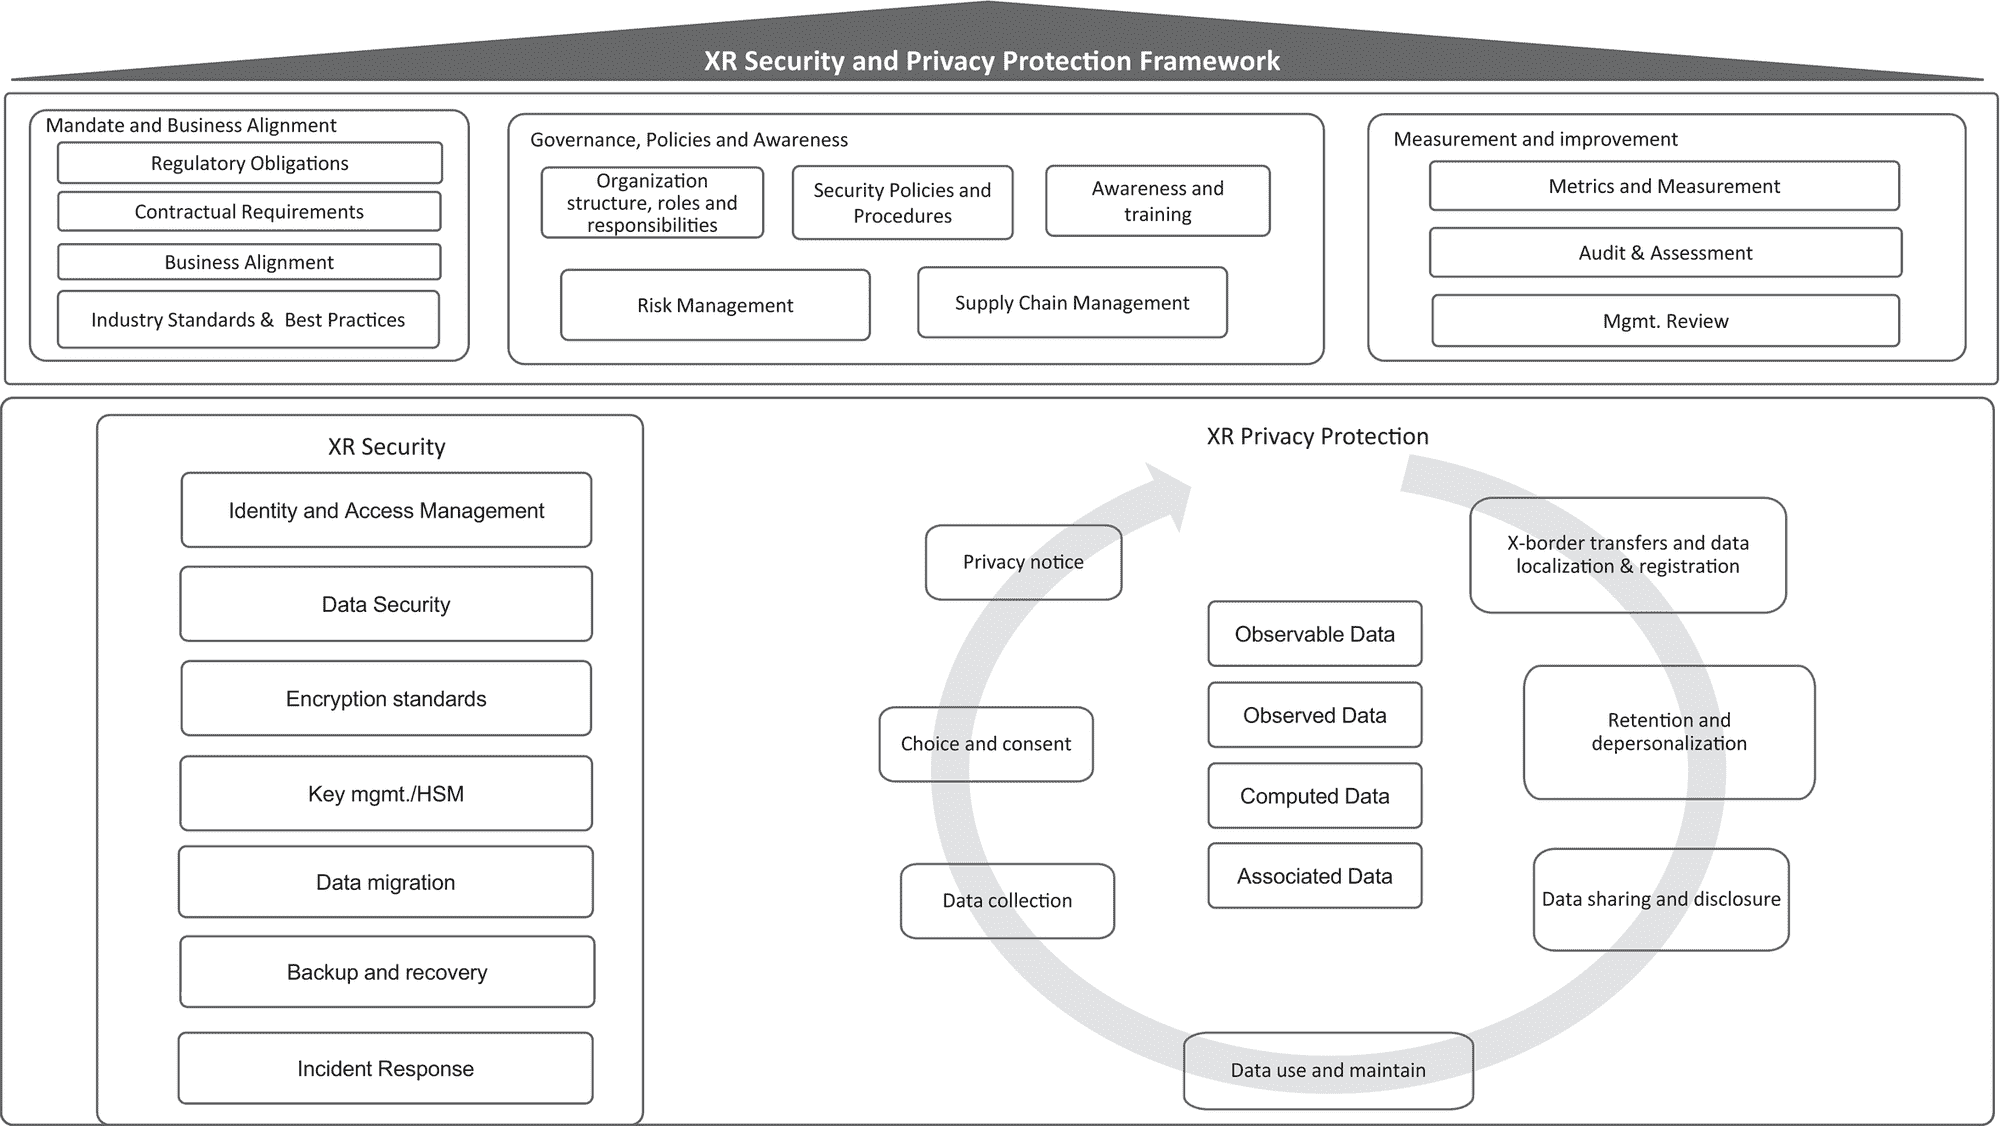 XR Security and Privacy Protection Framework
Mandate and Business Alignment
Regulatory Obligations
Contractual Requirements
Business Alignment
Industry Standards & Best Practices
Governance, Policies and Awareness
Organization
structure, roles and
responsibilities
Security Policies and
Procedures
Awareness and
training
Risk Management
Supply Chain Management
Measurement and improvement
Metrics and Measurement
Audit & Assessment
Mgmt. Review
XR Security
Identity and Access Management
Data Security
Encryption standards
Key mgmt./HSM
Data migration
Backup and recovery
Incident Response
XR Privacy Protection
X-border transfers and data
localization & registration
Retention and
depersonalization
Data sharing and disclosure
Data use and maintain
Data collection
Choice and consent
Privacy notice
Observable Data
Observed Data
Computed Data
Associated Data